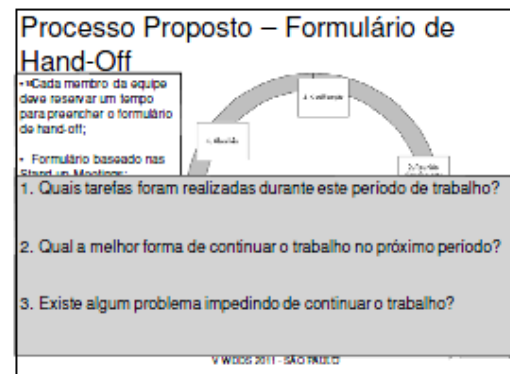 Processo Proposto – Formulário de
Hand-Off
• Cada membro da equipe
deve reservar um tempo
para preencher o formulário
de hand-off;
• Formulário baseado nas
Stand up Meetings:
1. Quais tarefas foram realizadas durante este período de trabalho?
2. Qual a melhor forma de continuar o trabalho no próximo período?
3. Existe algum problema impedindo de continuar o trabalho?
V WDDS 2011 - SÃO PAULO